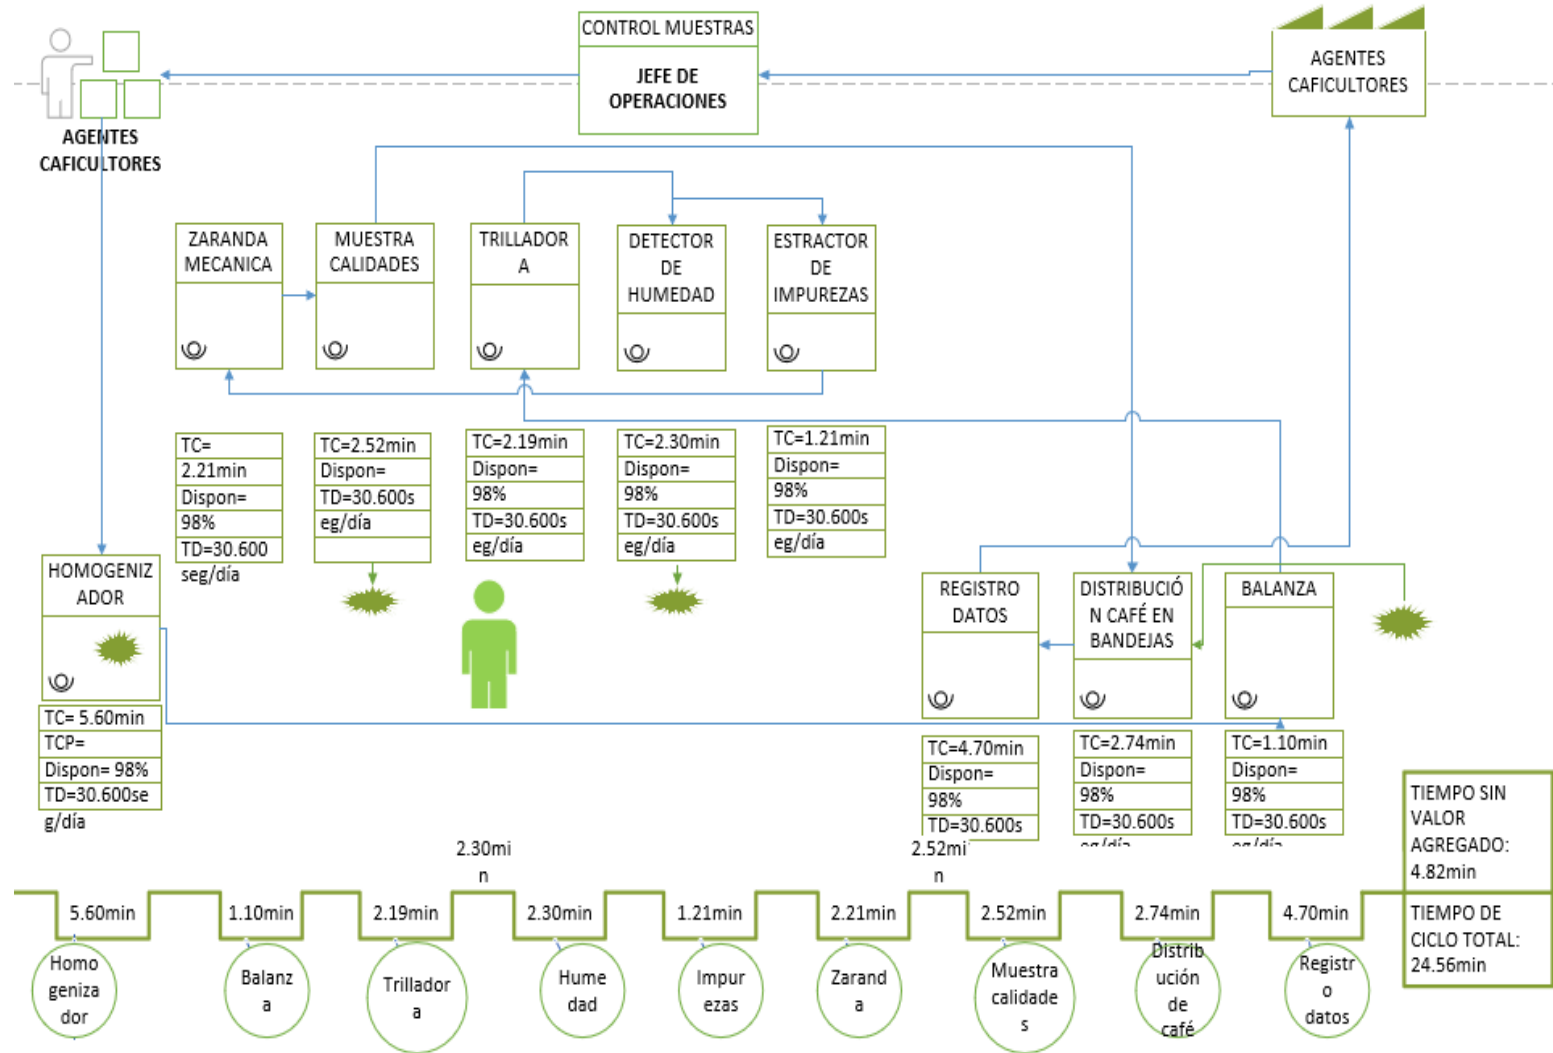 CONTROL MUESTRAS
JEFE DE
OPERACIONES
AGENTES
CAFICULTORES
AGENTES
CAFICULTORES
ZARANDA
MECANICA
MUESTRA
CALIDADES
TRILLADOR
A
DETECTOR
DE
HUMEDAD
ESTRACTOR
DE
IMPUREZAS
TC=
2.21min
Dispon=
98%
TD=30.600
seg/día
TC=2.52min
Dispon=
TD=30.600s
eg/día
TC=2.19min
Dispon=
98%
TD=30.600s
eg/día
TC=2.30min
Dispon=
98%
TD=30.600s
eg/día
TC=1.21min
Dispon=
98%
TD=30.600s
eg/día
HOMOGENIZ
ADOR
TC= 5.60min
TCP=
Dispon= 98%
TD=30.600se
g/día
REGISTRO
DATOS
DISTRIBUCIÓ
N CAFÉ EN
BANDEJAS
BALANZA
TC=4.70min
Dispon=
98%
TD=30.600s
TC=2.74min
Dispon=
98%
TD=30.600s
eg/día
TC=1.10min
Dispon=
98%
TD=30.600s
eg/día
TIEMPO SIN
VALOR
AGREGADO:
4.82min
TIEMPO DE
CICLO TOTAL:
24.56min
2.30mi
n
2.52mi
n
5.60min
1.10min
2.19min
2.30min
1.21min
2.21min
2.52min
2.74min
4.70min
Homo
geniza
dor
Balanz
a
Trillador
a
Hume
dad
Impur
ezas
Zarand
a
Muestra
calidade
s
Distrib
ución
de
café
Registr
o
datos